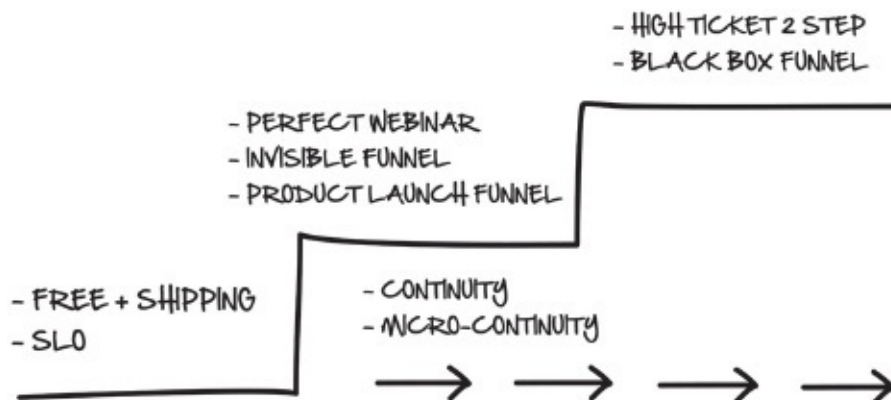 - HIGH TICKET 2 STEP
- BLACK BOX FUNNEL
- PERFECT WEBINAR
- INVISIBLE FUNNEL
- PRODUCT LAUNCH FUNNEL
- FREE + SHIPPING
- SLO
- CONTINUITY
- MICRO-CONTINUITY